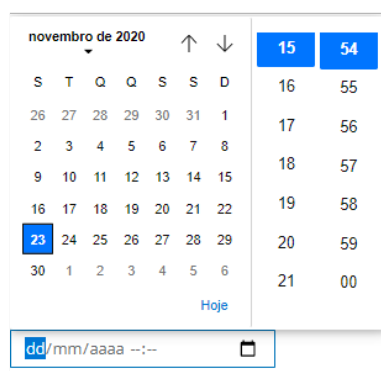 novembro de 2020
S T Q Q S S D
26 27 28 29 30 31 1
2 3 4 5 6 7 8
9 10 11 12 13 14 15
16 17 18 19 20 21 22
23 24 25 26 27 28 29
30 1 2 3 4 5 6
Hoje
15 54
16 55
17 56
18 57
19 58
20 59
21 00
dd/mm/aaaa --:--